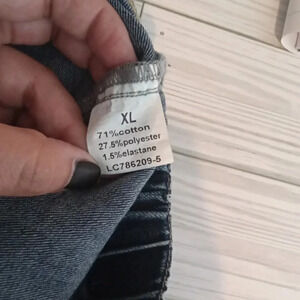 XL
71%cotton
27.5%polyester
1.5%elastane
LC786209-5